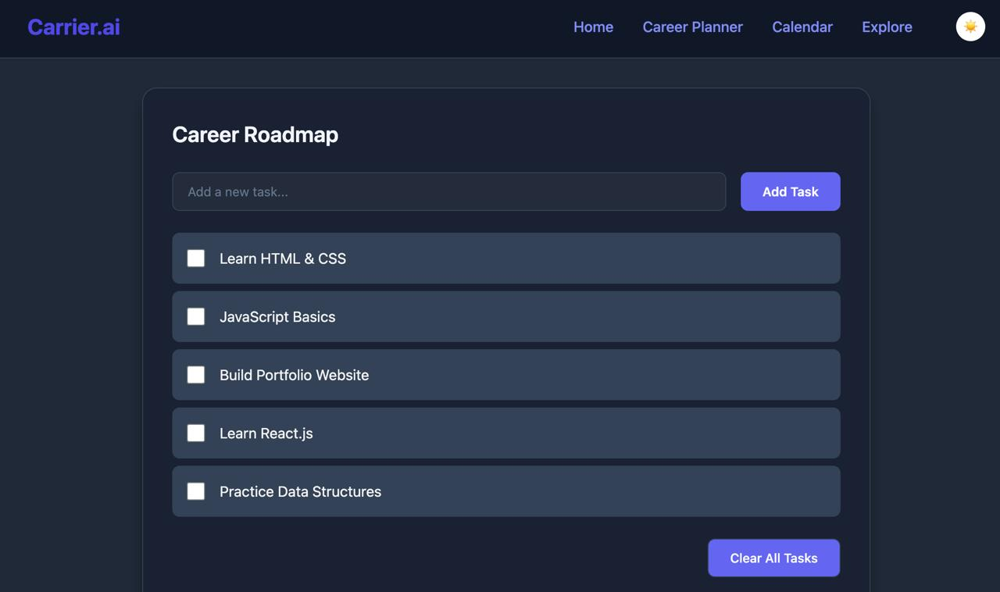 Carrier.ai
Home Career Planner Calendar Explore
Career Roadmap
Add a new task...
Add Task
Learn HTML & CSS
JavaScript Basics
Build Portfolio Website
Learn React.js
Practice Data Structures
Clear All Tasks